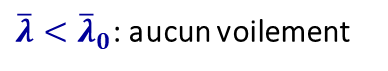 λ̄ < λ̄₀ : aucun voilement